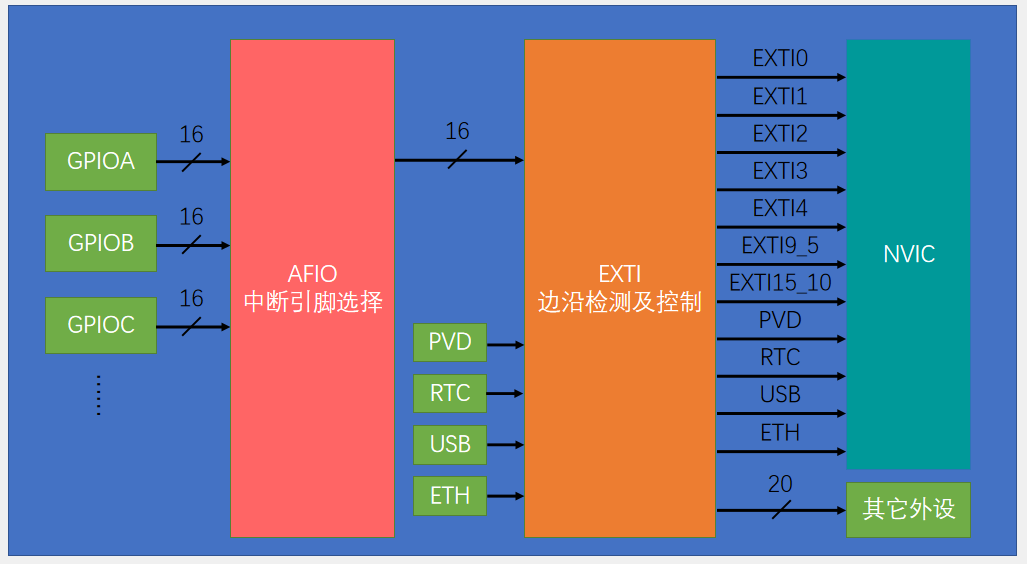 16
GPIOA
16
GPIOB
16
GPIOC
AFIO
中断引脚选择
16
PVD
RTC
USB
ETH
EXTI
边沿检测及控制
EXTI0
EXTI1
EXTI2
EXTI3
EXTI4
EXTI9_5
EXTI15_10
PVD
RTC
USB
ETH
20
NVIC
其它外设